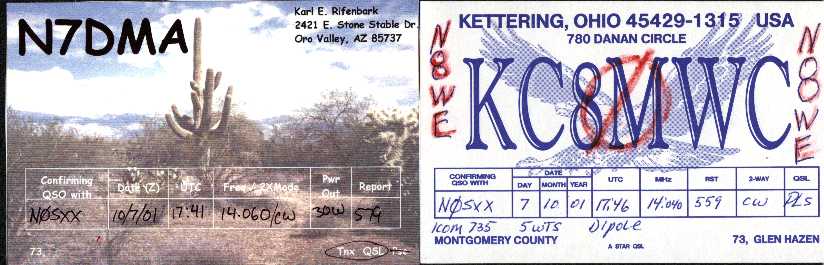 N7DMA
Karl E. Rifenbark
2421 E. Stone Stable Dr.
Oro Valley, AZ 85737
Confirming QSO with Date (Z) UTC Freq / 2XMode Pwr Out Report
NØSXX 10/7/01 17:41 14.060/cw 30W 579
73,
Tnx QSL Pse
KETTERING, OHIO 45429-1315 USA
780 DANAN CIRCLE
N8WE
KC8MWC
N8WE
CONFIRMING QSO WITH DATE DAY MONTH YEAR UTC MHz RST 2-WAY QSL
NØSXX 7 10 01 1746 14.040 559 CW PLS
Icom 735 5 WTS Dipole
MONTGOMERY COUNTY A STAR QSL 73, GLEN HAZEN